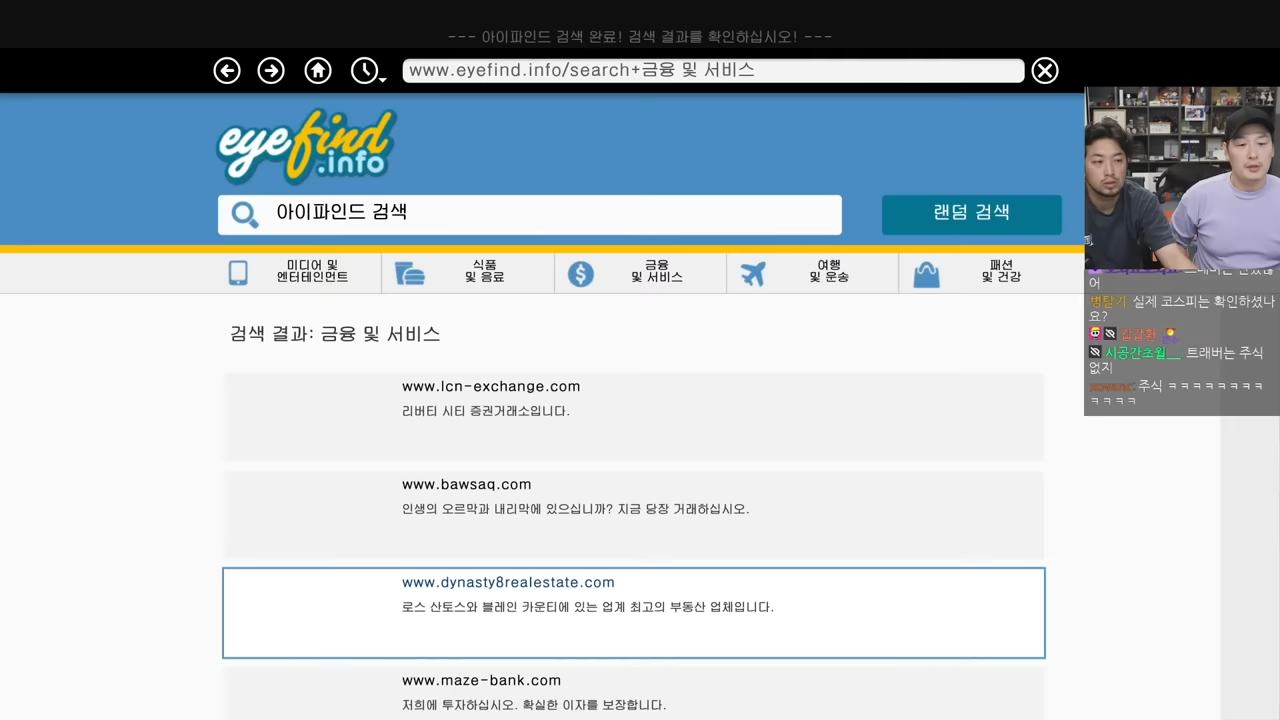 --- 아이파인드 검색 완료! 검색 결과를 확인하십시오! ---
www.eyefind.info/search+금융 및 서비스
eyefind
.info
아이파인드 검색
랜덤 검색
미디어 및
엔터테인먼트
식품
및 음료
금융
및 서비스
여행
및 운송
패션
및 건강
검색 결과: 금융 및 서비스
www.lcn-exchange.com
리버티 시티 증권거래소입니다.
www.bawsaq.com
인생의 오르막과 내리막에 있으십니까? 지금 당장 거래하십시오.
www.dynasty8realestate.com
로스 산토스와 블레인 카운티에 있는 업계 최고의 부동산 업체입니다.
www.maze-bank.com
저희에 투자하십시오. 확실한 이자를 보장합니다.
어
병탈기 실제 코스피는 확인하셨나
요?
시공간초월__ 트래버는 주식
없지
주식 ㅋㅋㅋㅋㅋㅋㅋㅋ
ㅋㅋㅋㅋ